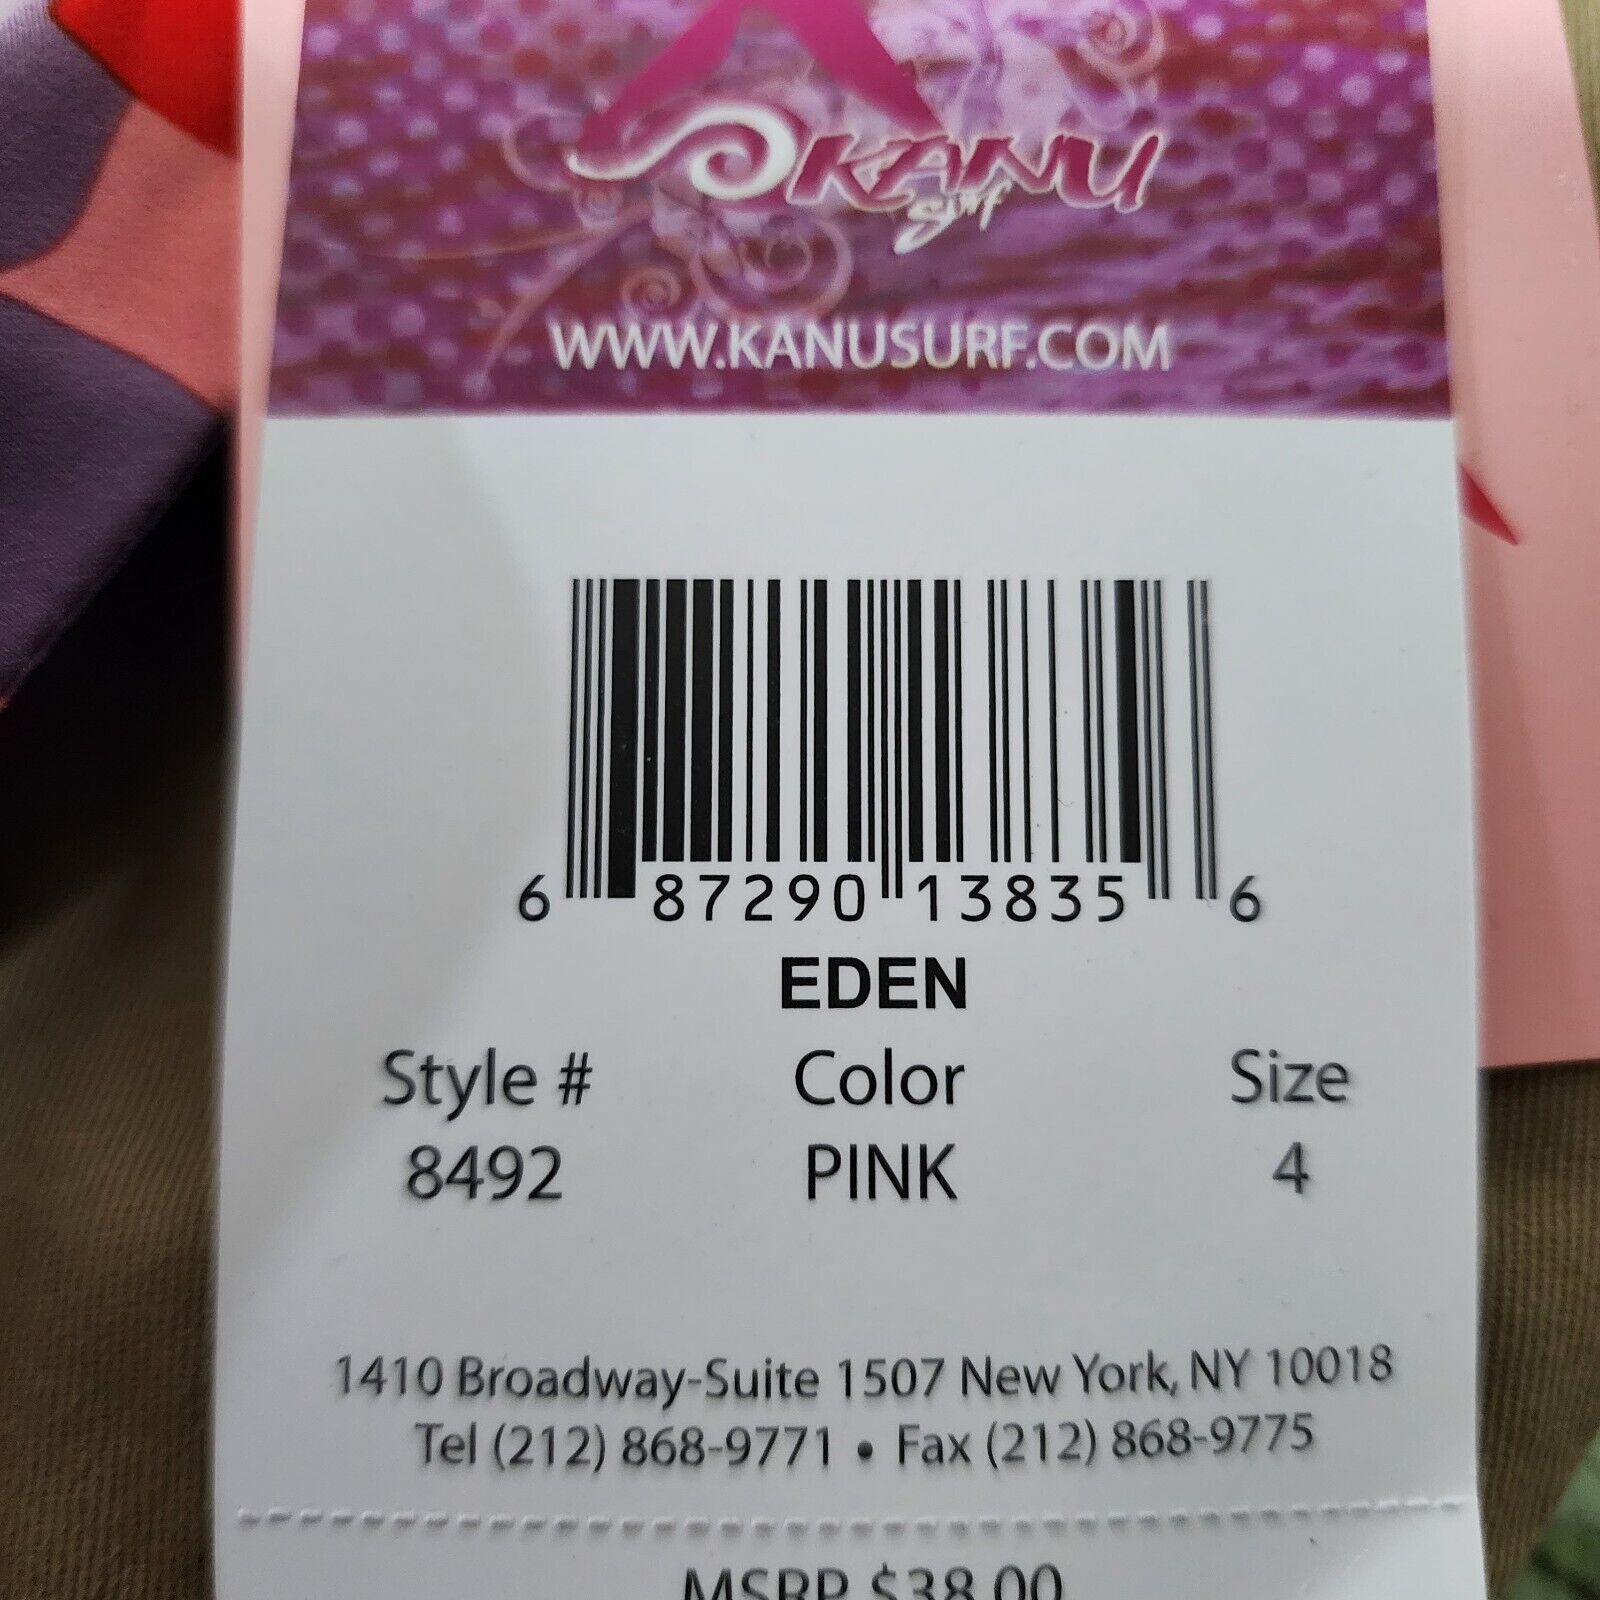 KANU
Surf
WWW.KANUSURF.COM
6 87290 13835 6
EDEN
Style # Color Size
8492 PINK 4
1410 Broadway-Suite 1507 New York, NY 10018
Tel (212) 868-9771 • Fax (212) 868-9775
MSRP $38.00